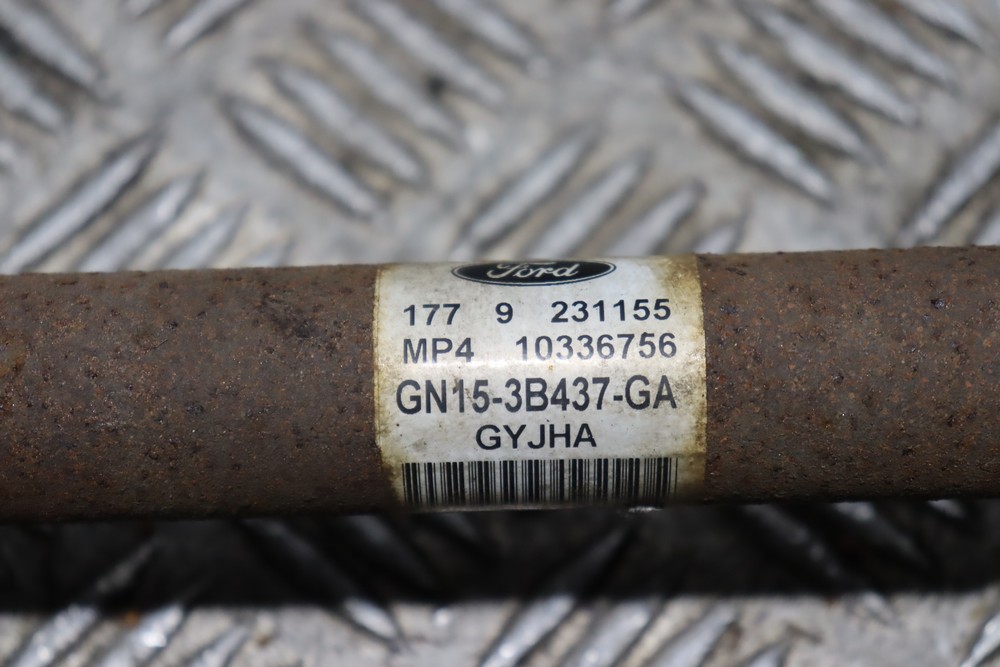 Ford
177 9 231155
MP4 10336756
GN15-3B437-GA
GYJHA